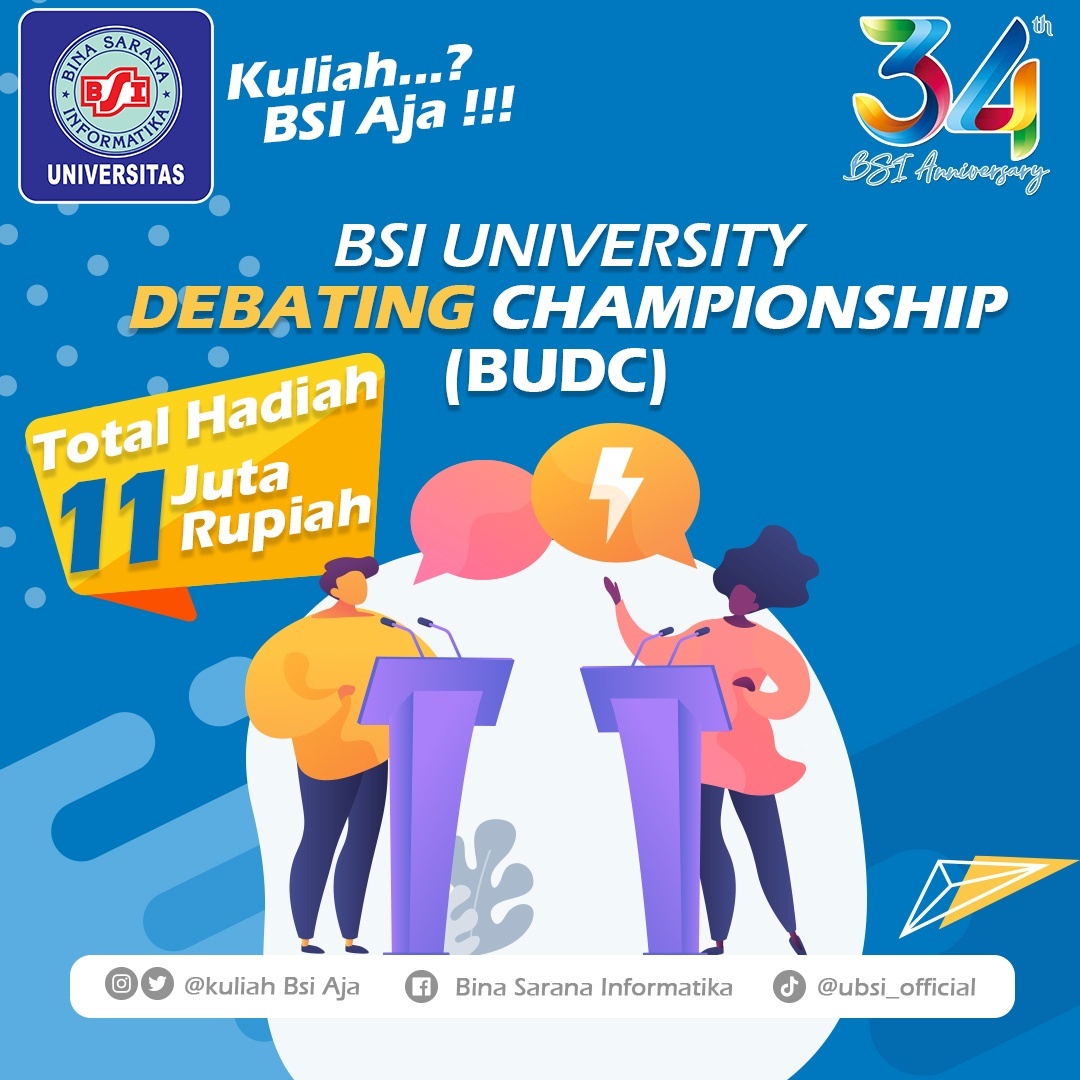 BINA SARANA
BSI
INFORMATIKA
UNIVERSITAS
Kuliah...?
BSI Aja !!!
34th
BSI Anniversary
BSI UNIVERSITY
DEBATING CHAMPIONSHIP
(BUDC)
Total Hadiah
11 Juta
Rupiah
@kuliah Bsi Aja
Bina Sarana Informatika
@ubsi_official